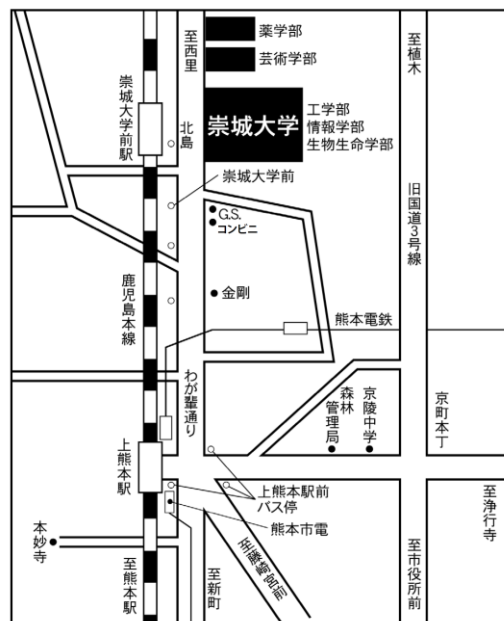 薬学部
芸術学部
至西里
至植木
崇城大学
工学部
情報学部
生物生命学部
崇城大学前駅
北島
崇城大学前
G.S.
コンビニ
旧国道3号線
金剛
鹿児島本線
熊本電鉄
わが輩通り
森林
管理局
京陵中学
京町本丁
上熊本駅
上熊本駅前
バス停
熊本市電
至浄行寺
本妙寺
至熊本駅
至新町
至藤崎宮前
至市役所前